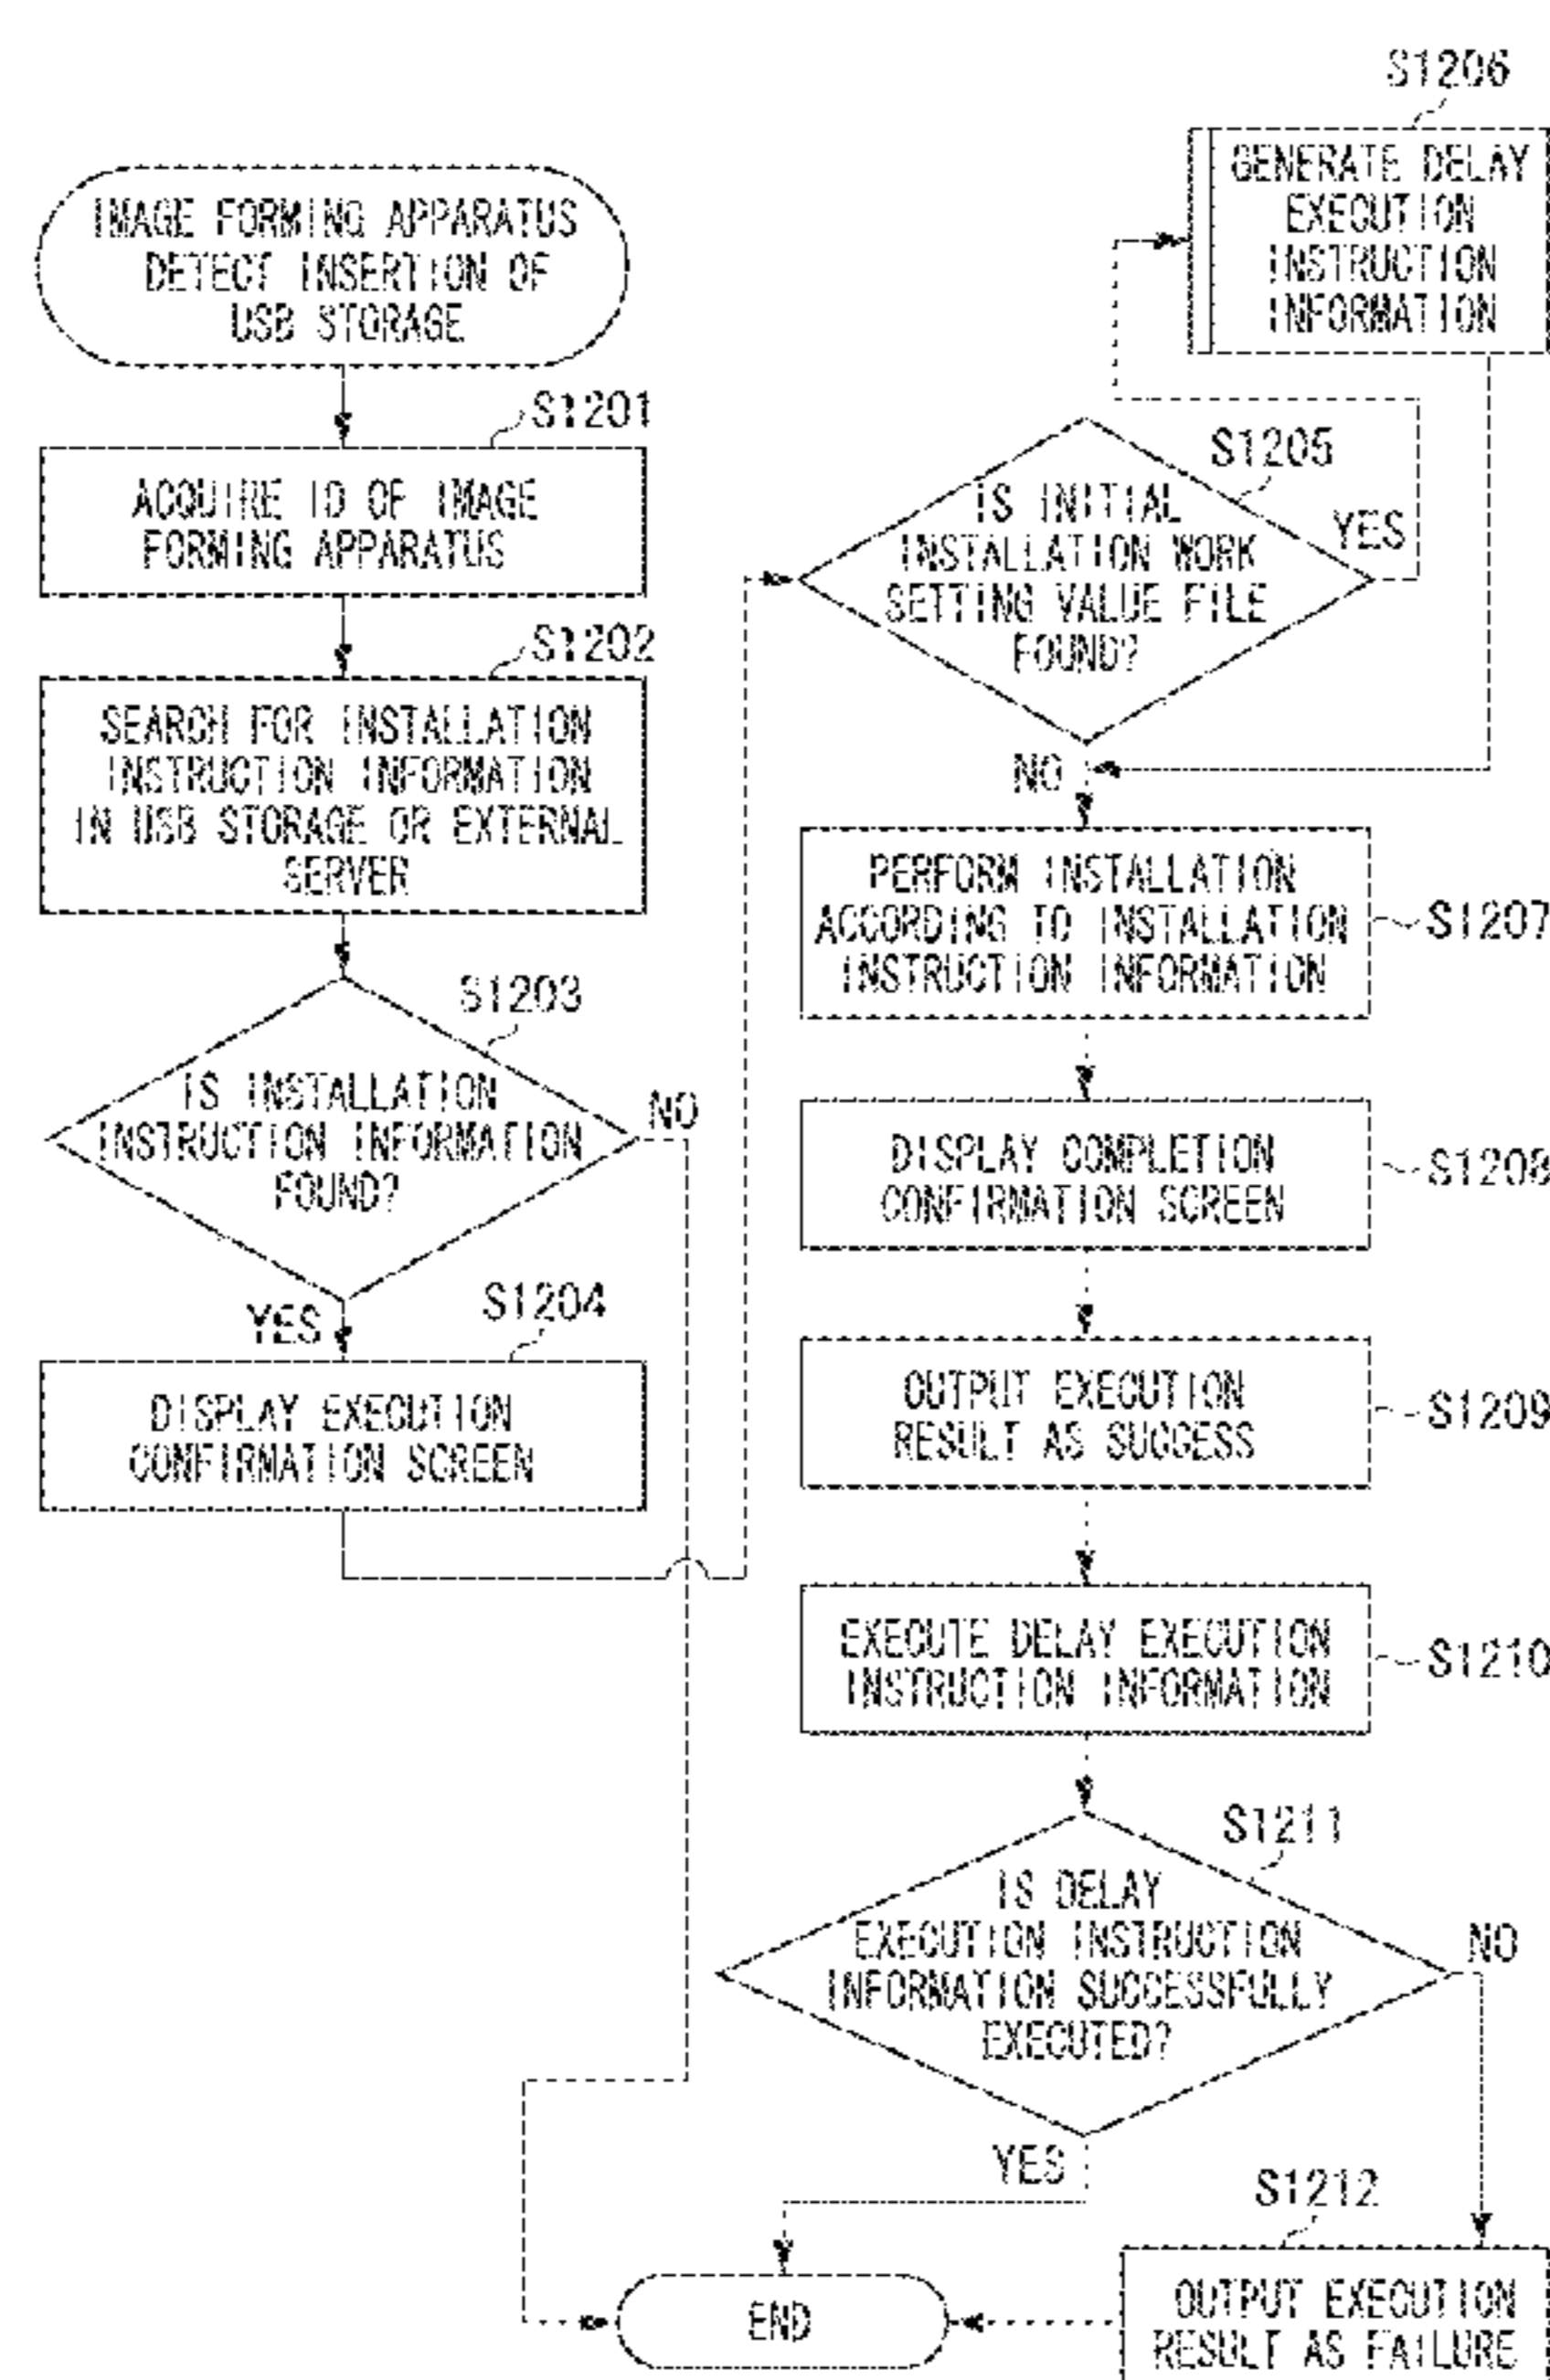 IMAGE FORMING APPARATUS
DETECT INSERTION OF
USB STORAGE
S1201
ACQUIRE ID OF IMAGE
FORMING APPARATUS
S1202
SEARCH FOR INSTALLATION
INSTRUCTION INFORMATION
IN USB STORAGE OR EXTERNAL
SERVER
S1203
IS INSTALLATION
INSTRUCTION INFORMATION
FOUND?
NO
YES
S1204
DISPLAY EXECUTION
CONFIRMATION SCREEN
S1205
IS INITIAL
INSTALLATION WORK
SETTING VALUE FILE
FOUND?
YES
NO
S1206
GENERATE DELAY
EXECUTION
INSTRUCTION
INFORMATION
PERFORM INSTALLATION
ACCORDING TO INSTALLATION
INSTRUCTION INFORMATION
S1207
DISPLAY COMPLETION
CONFIRMATION SCREEN
S1208
OUTPUT EXECUTION
RESULT AS SUCCESS
S1209
EXECUTE DELAY EXECUTION
INSTRUCTION INFORMATION
S1210
S1211
IS DELAY
EXECUTION INSTRUCTION
INFORMATION SUCCESSFULLY
EXECUTED?
NO
YES
S1212
OUTPUT EXECUTION
RESULT AS FAILURE
END